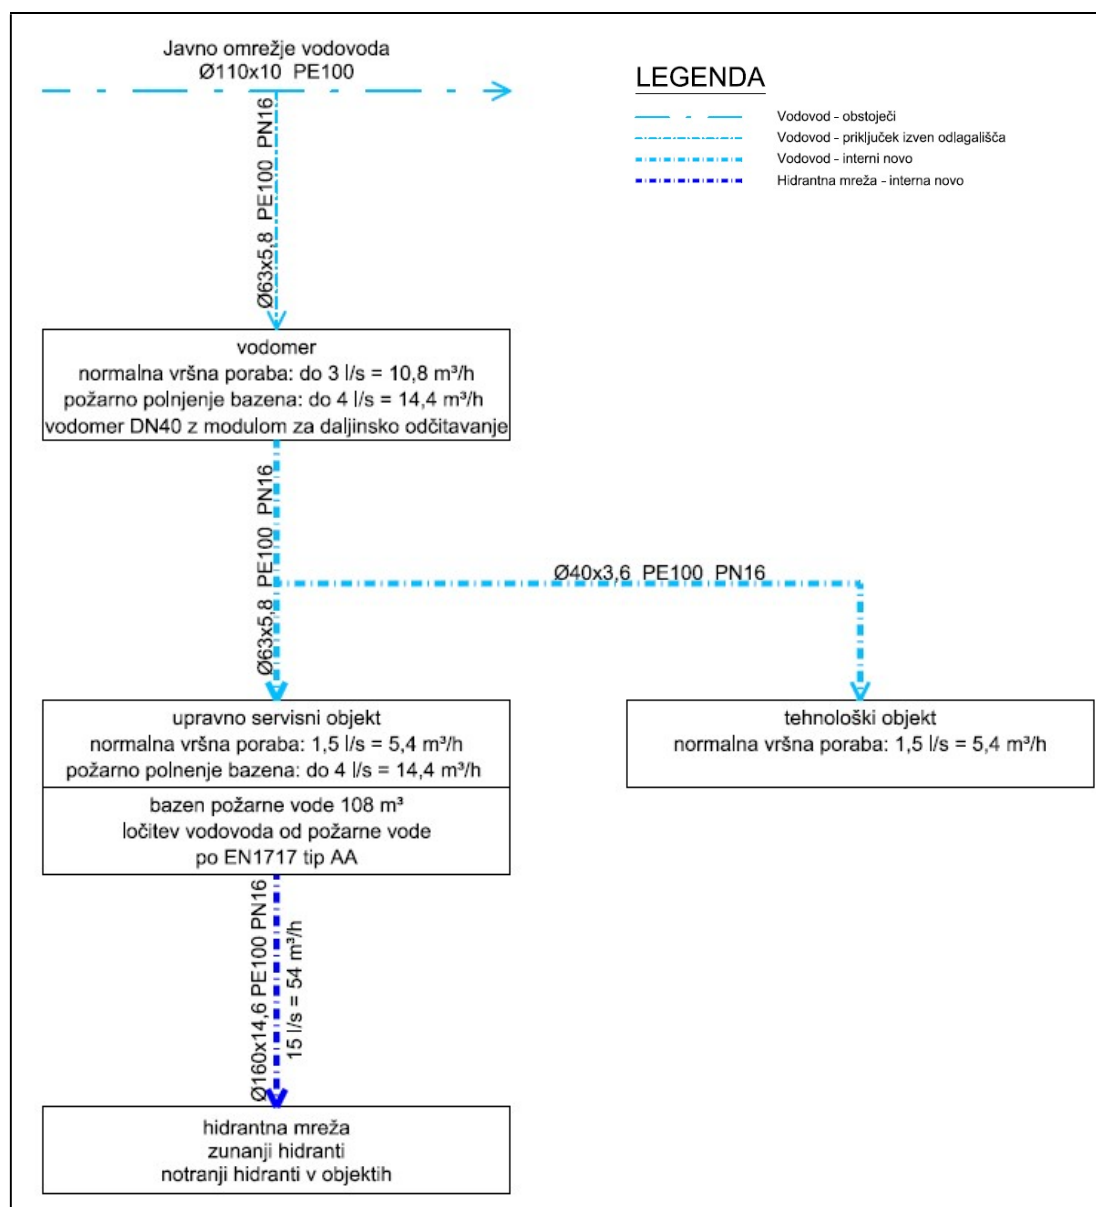 Javno omrežje vodovoda
Ø110x10 PE100
LEGENDA
Vodovod - obstoječi
Vodovod - priključek izven odlagališča
Vodovod - interni novo
Hidrantna mreža - interna novo
Ø63x5,8 PE100 PN16
vodomer
normalna vršna poraba: do 3 l/s = 10,8 m³/h
požarno polnjenje bazena: do 4 l/s = 14,4 m³/h
vodomer DN40 z modulom za daljinsko odčitavanje
Ø63x5,8 PE100 PN16
Ø40x3,6 PE100 PN16
upravno servisni objekt
normalna vršna poraba: 1,5 l/s = 5,4 m³/h
požarno polnenje bazena: do 4 l/s = 14,4 m³/h
tehnološki objekt
normalna vršna poraba: 1,5 l/s = 5,4 m³/h
bazen požarne vode 108 m³
ločitev vodovoda od požarne vode
po EN1717 tip AA
Ø160x14,6 PE100 PN16
15 l/s = 54 m³/h
hidrantna mreža
zunanji hidranti
notranji hidranti v objektih